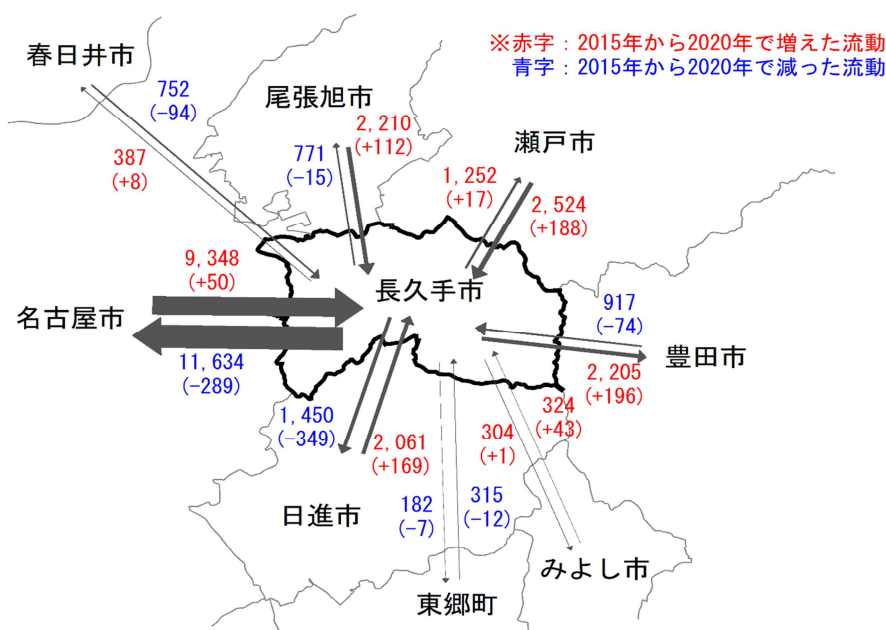 ※赤字：2015年から2020年で増えた流動
青字：2015年から2020年で減った流動
春日井市
752
(−94)
387
(+8)
尾張旭市
2,210
(+112)
771
(−15)
瀬戸市
1,252
(+17)
2,524
(+188)
9,348
(+50)
名古屋市
長久手市
11,634
(−289)
917
(−74)
豊田市
2,205
(+196)
1,450
(−349)
2,061
(+169)
324
(+43)
304
(+1)
日進市
182
(−7)
315
(−12)
みよし市
東郷町